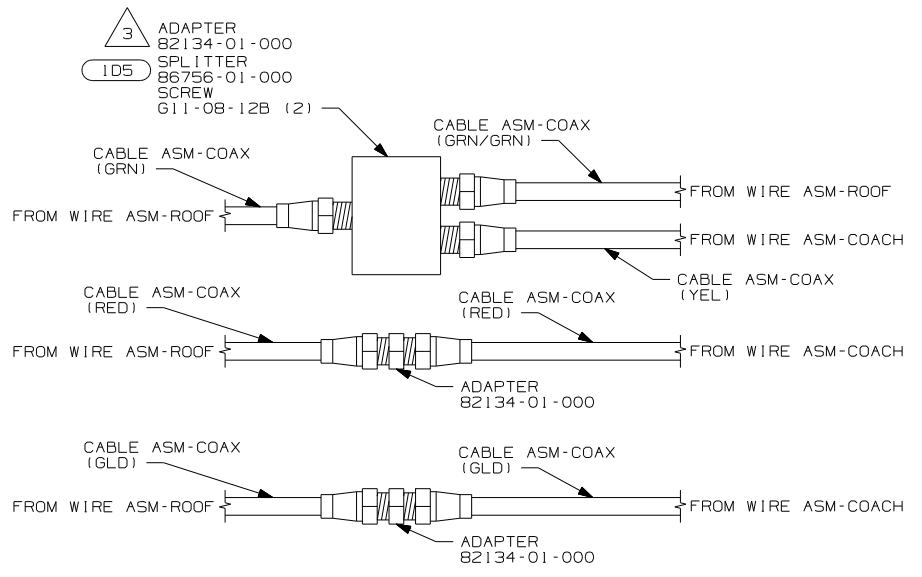 3
ADAPTER
82134-01-000
1D5
SPLITTER
86756-01-000
SCREW
G11-08-12B (2)
CABLE ASM-COAX
(GRN/GRN)
CABLE ASM-COAX
(GRN)
FROM WIRE ASM-ROOF
FROM WIRE ASM-ROOF
FROM WIRE ASM-COACH
CABLE ASM-COAX
(YEL)
CABLE ASM-COAX
(RED)
CABLE ASM-COAX
(RED)
FROM WIRE ASM-ROOF
FROM WIRE ASM-COACH
ADAPTER
82134-01-000
CABLE ASM-COAX
(GLD)
CABLE ASM-COAX
(GLD)
FROM WIRE ASM-ROOF
FROM WIRE ASM-COACH
ADAPTER
82134-01-000